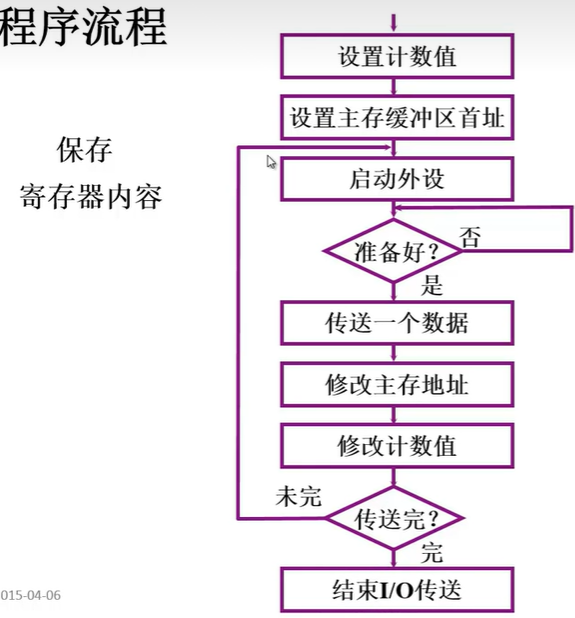 程序流程
设置计数值
设置主存缓冲区首址
保存
寄存器内容
启动外设
准备好？
否
是
传送一个数据
修改主存地址
修改计数值
未完
传送完？
完
结束I/O传送
015-04-06